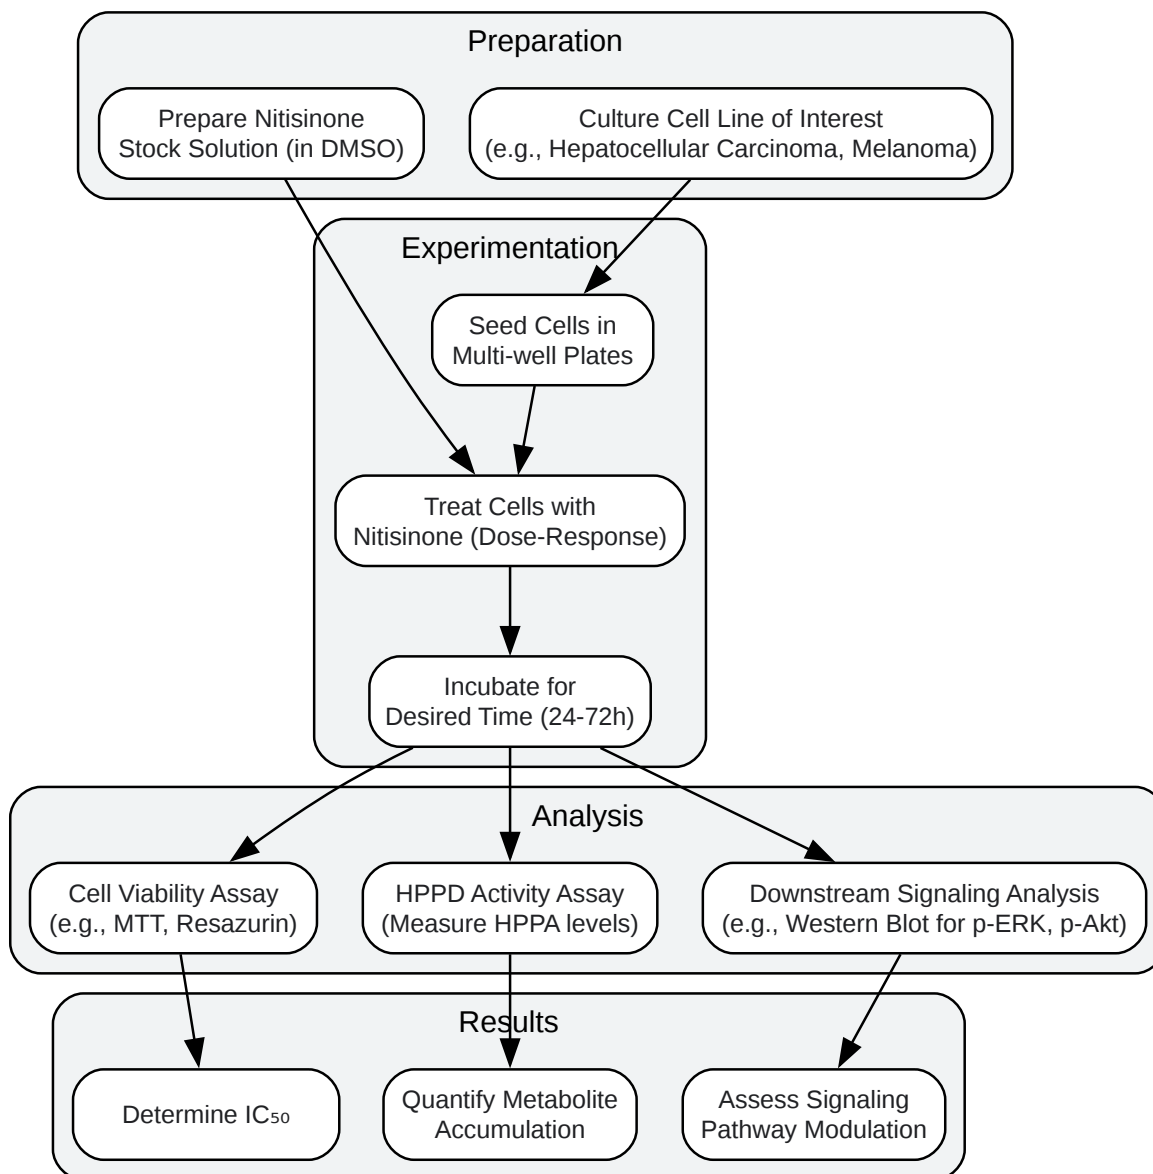 Preparation
Prepare Nitisinone
Stock Solution (in DMSO)
Culture Cell Line of Interest
(e.g., Hepatocellular Carcinoma, Melanoma)
Experimentation
Seed Cells in
Multi-well Plates
Treat Cells with
Nitisinone (Dose-Response)
Incubate for
Desired Time (24-72h)
Analysis
Cell Viability Assay
(e.g., MTT, Resazurin)
HPPD Activity Assay
(Measure HPPA levels)
Downstream Signaling Analysis
(e.g., Western Blot for p-ERK, p-Akt)
Results
Determine IC₅₀
Quantify Metabolite
Accumulation
Assess Signaling
Pathway Modulation